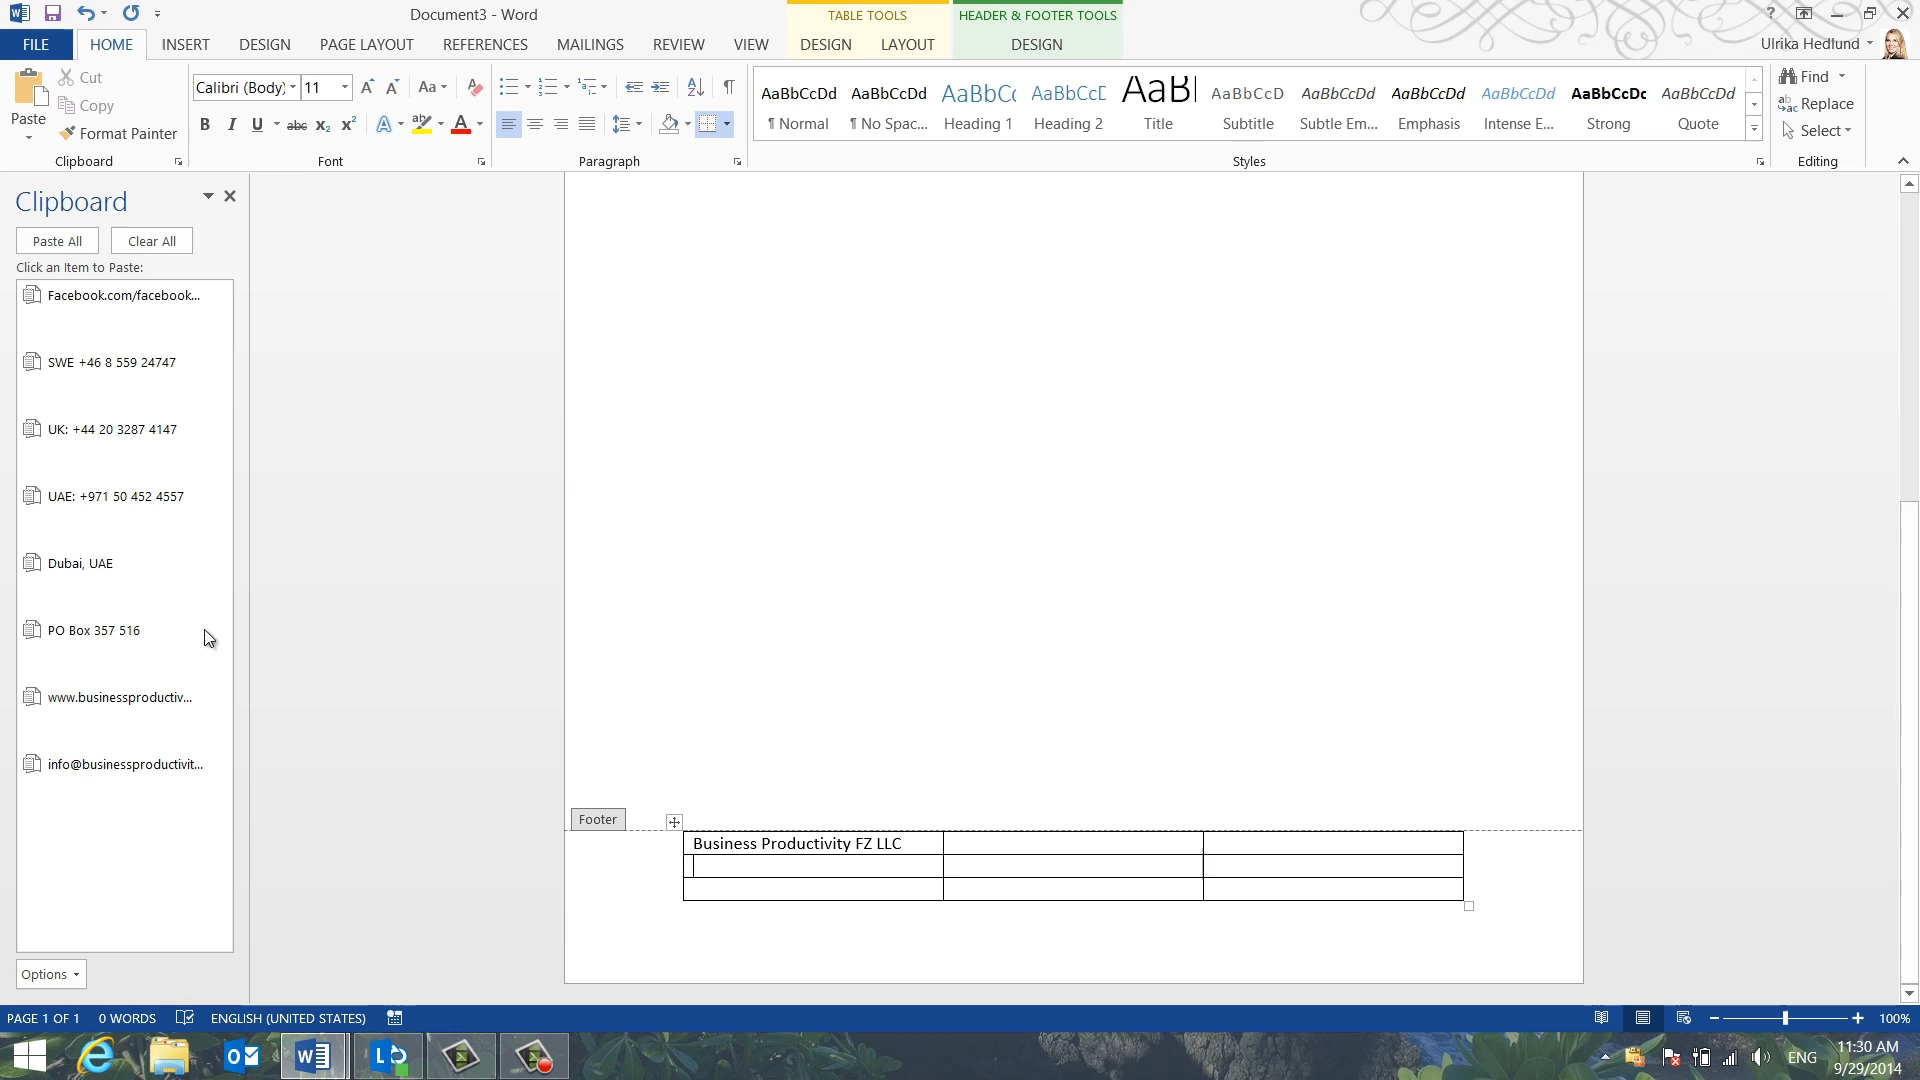 Document3 - Word
TABLE TOOLS
HEADER & FOOTER TOOLS
?
FILE
HOME
INSERT
DESIGN
PAGE LAYOUT
REFERENCES
MAILINGS
REVIEW
VIEW
DESIGN
LAYOUT
DESIGN
Ulrika Hedlund
Paste
Cut
Copy
Format Painter
Clipboard
Calibri (Body)
11
Font
Paragraph
AaBbCcDd
¶ Normal
AaBbCcDd
¶ No Spac...
AaBbCc
Heading 1
AaBbCcE
Heading 2
AaBl
Title
AaBbCcD
Subtitle
AaBbCcDd
Subtle Em...
AaBbCcDd
Emphasis
AaBbCcDd
Intense E...
AaBbCcDc
Strong
AaBbCcDd
Quote
Styles
Find
Replace
Select
Editing
Clipboard
Paste All
Clear All
Click an Item to Paste:
Facebook.com/facebook...
SWE +46 8 559 24747
UK: +44 20 3287 4147
UAE: +971 50 452 4557
Dubai, UAE
PO Box 357 516
www.businessproductiv...
info@businessproductivit...
Options
Footer
Business Productivity FZ LLC
PAGE 1 OF 1
0 WORDS
ENGLISH (UNITED STATES)
100%
ENG
11:30 AM
9/29/2014